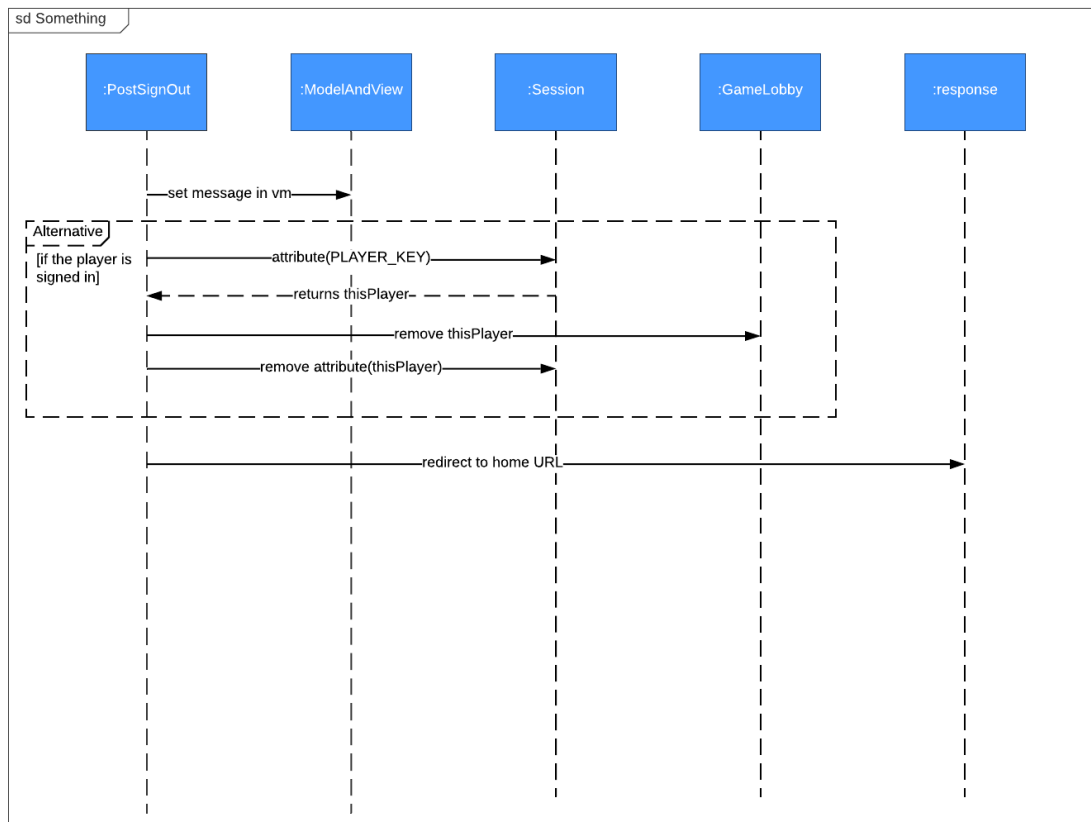 sd Something
:PostSignOut
:ModelAndView
:Session
:GameLobby
:response
set message in vm
Alternative
[if the player is
signed in]
attribute(PLAYER_KEY)
returns thisPlayer
remove thisPlayer
remove attribute(thisPlayer)
redirect to home URL